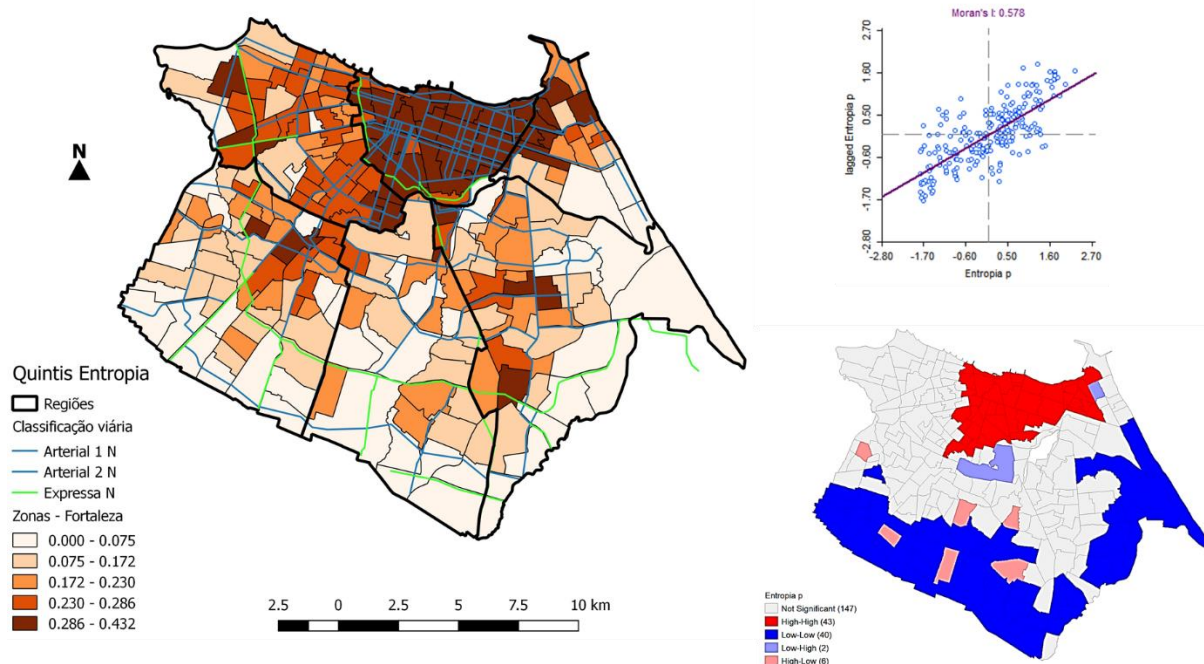 N
Quintis Entropia
Regiões
Classificação viária
Arterial 1 N
Arterial 2 N
Expressa N
Zonas - Fortaleza
0.000 - 0.075
0.075 - 0.172
0.172 - 0.230
0.230 - 0.286
0.286 - 0.432
2.5 0 2.5 5 7.5 10 km
Moran's I: 0.578
lagged Entropia p
2.70
1.60
0.50
-0.60
-1.70
-2.80
-2.80 -1.70 -0.60 0.50 1.60 2.70
Entropia p
Entropia p
Not Significant (147)
High-High (43)
Low-Low (40)
Low-High (2)
High-Low (6)